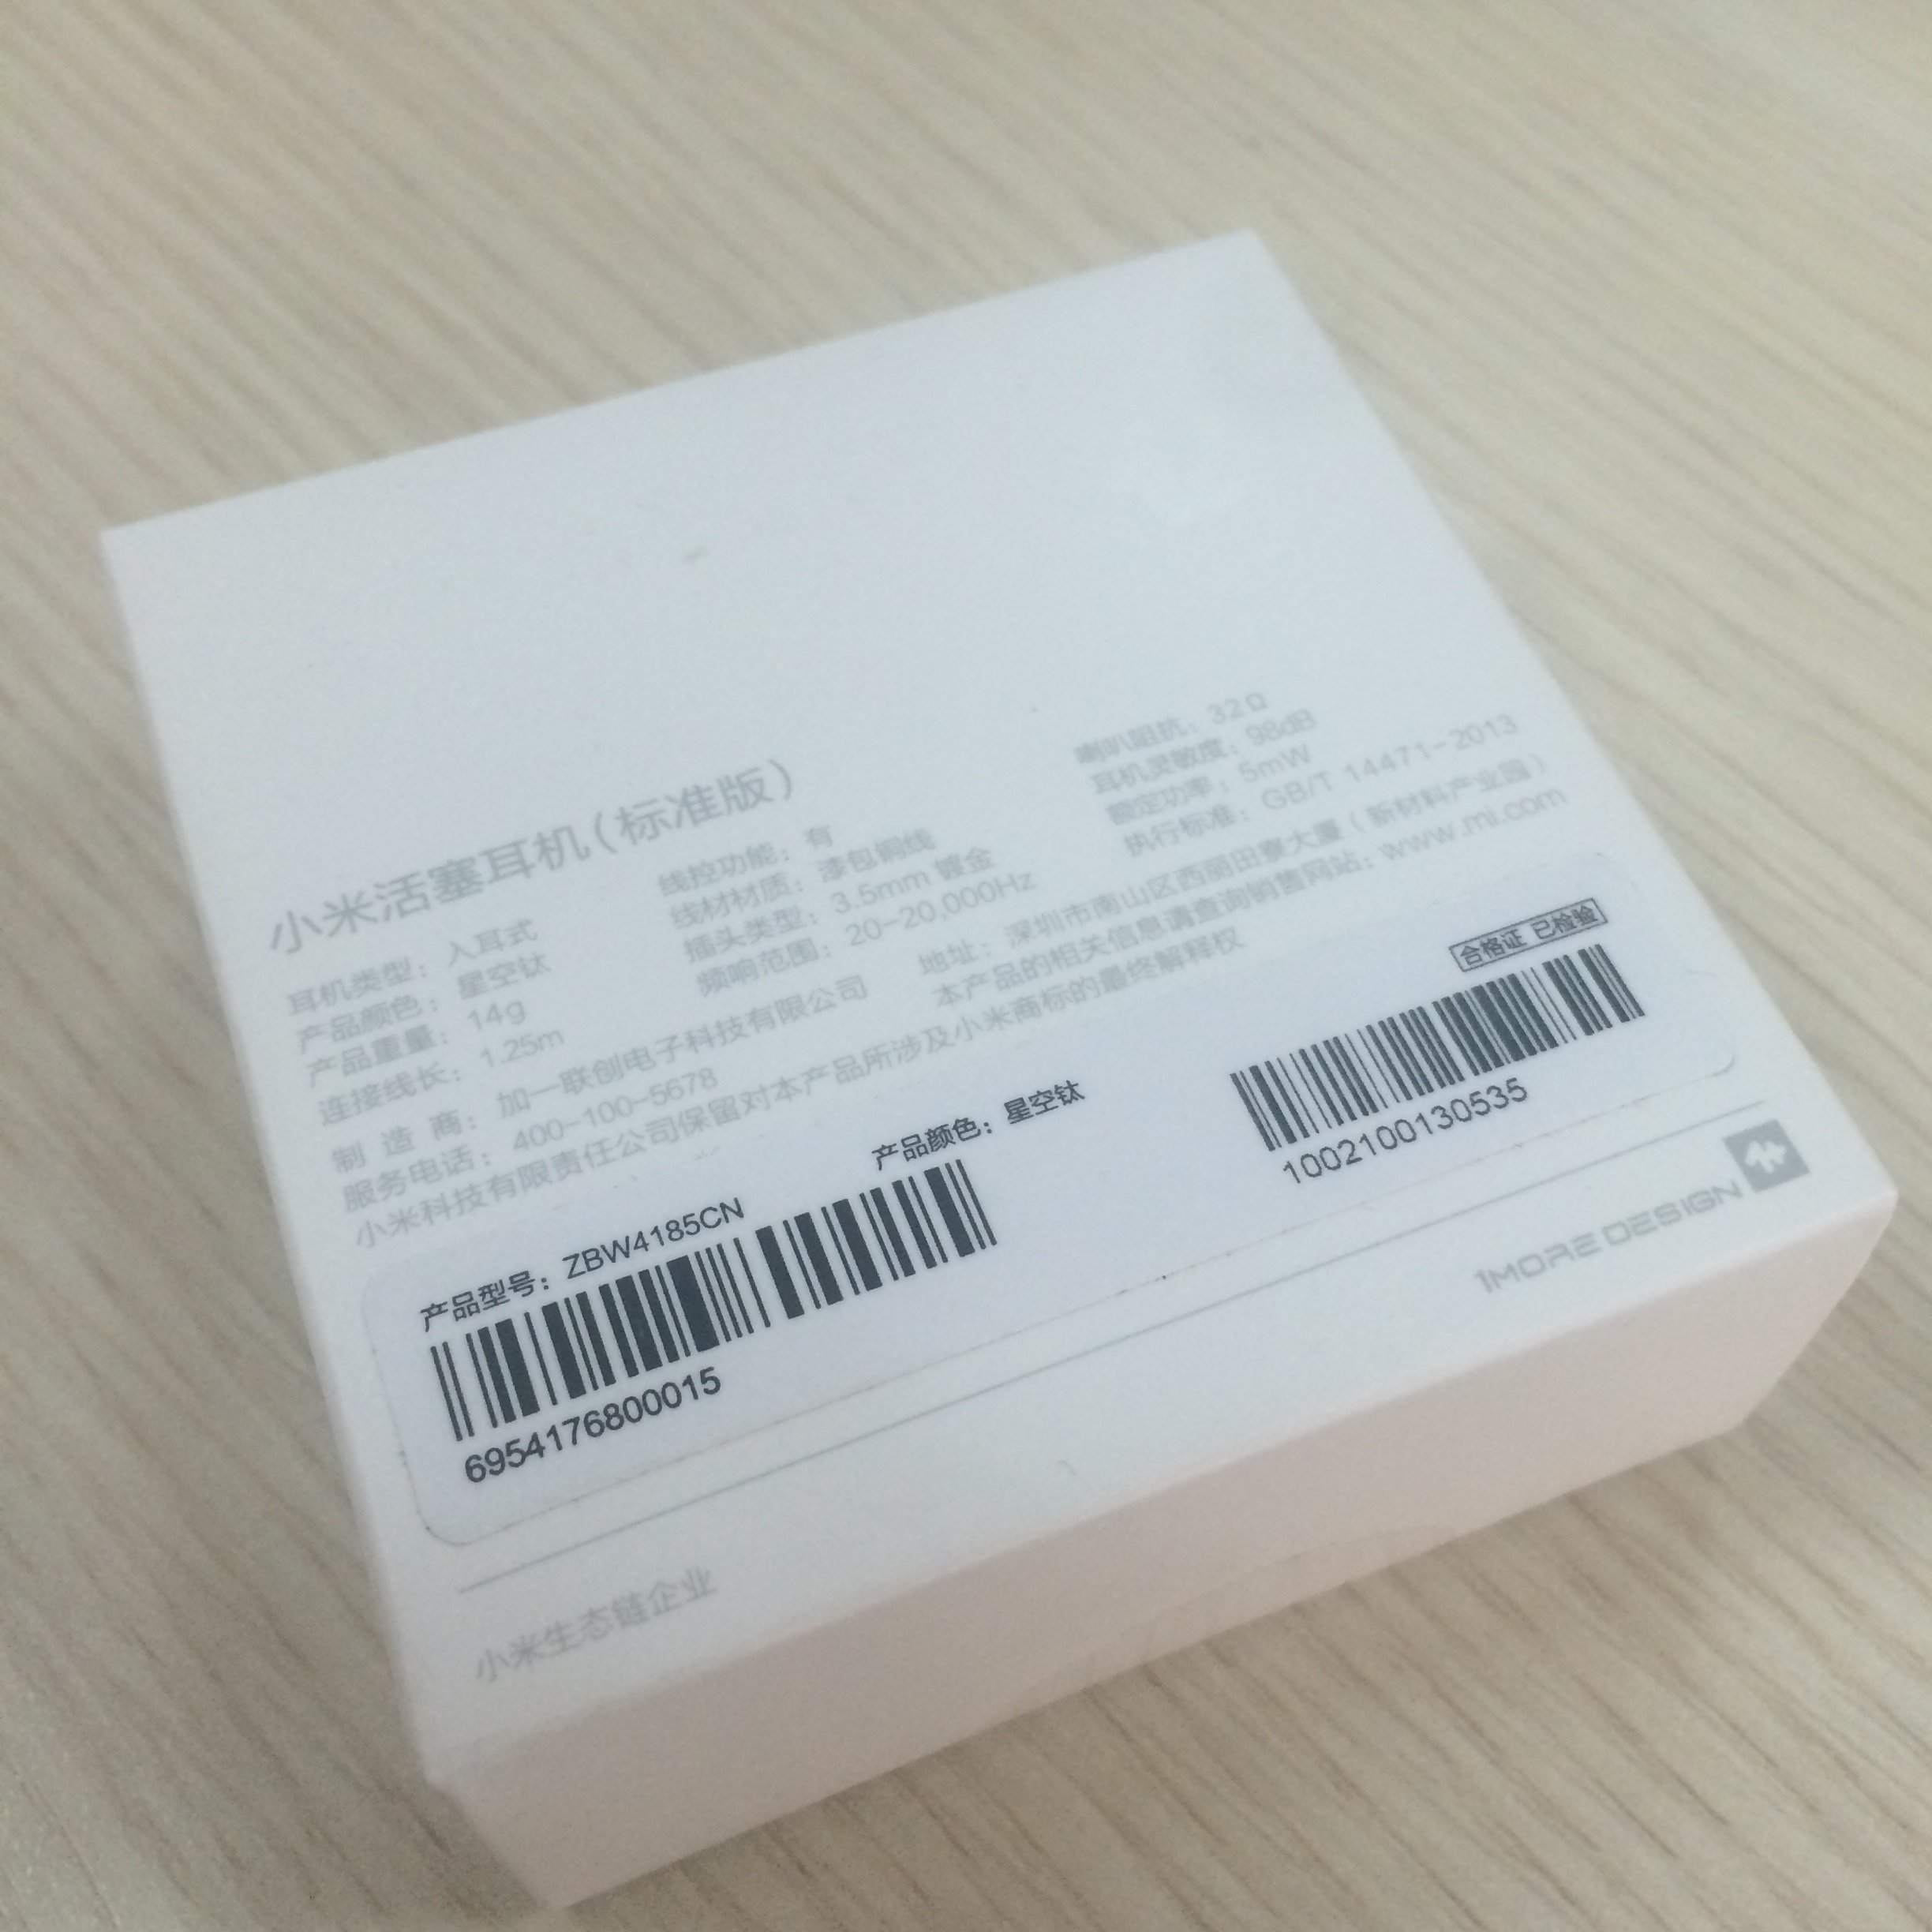 小米活塞耳机(标准版)
耳机类型: 入耳式
产品颜色: 星空钛
产品重量: 14g
连接线长: 1.25m
线控功能: 有
线材材质: 漆包铜线
插头类型: 3.5mm 镀金
频响范围: 20-20,000Hz
喇叭阻抗: 32Ω
耳机灵敏度: 98dB
额定功率: 5mW
执行标准: GB/T 14471-2013
制 造 商: 加一联创电子科技有限公司
地址: 深圳市南山区西丽田寮大厦(新材料产业园)
服务电话: 400-100-5678
本产品的相关信息请查询销售网站: www.mi.com
小米科技有限责任公司保留对本产品所涉及小米商标的最终解释权
合格证 已检验
产品型号: ZBW4185CN
产品颜色: 星空钛
6954176800015
1002100130535
小米生态链企业
1MORE DESIGN